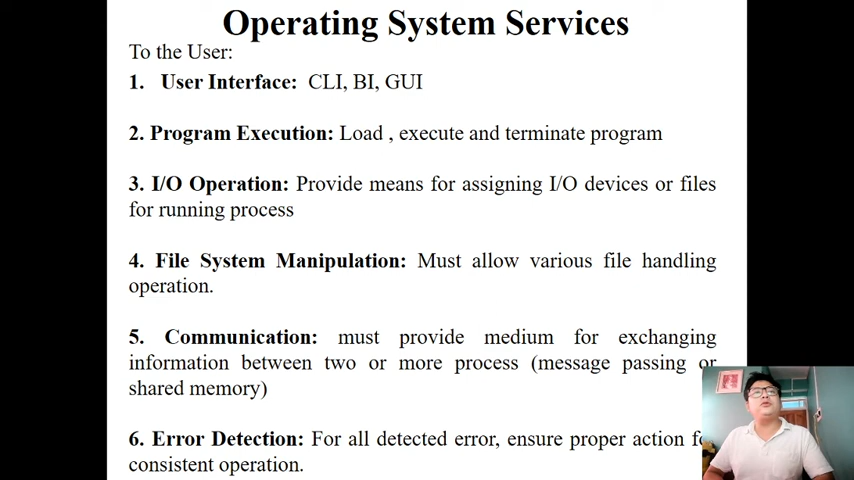 Operating System Services
To the User:
1. User Interface: CLI, BI, GUI
2. Program Execution: Load , execute and terminate program
3. I/O Operation: Provide means for assigning I/O devices or files
for running process
4. File System Manipulation: Must allow various file handling
operation.
5. Communication: must provide medium for exchanging
information between two or more process (message passing or
shared memory)
6. Error Detection: For all detected error, ensure proper action
consistent operation.